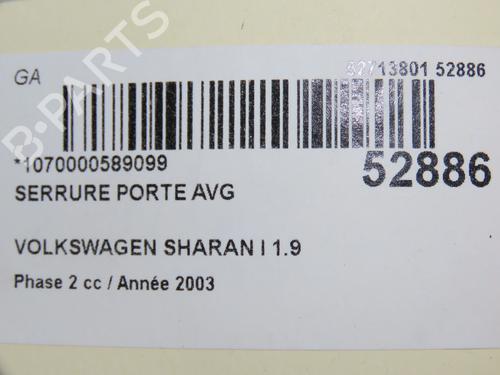 GA
52713801 52886
B-PARTS
*1070000589099
52886
SERRURE PORTE AVG
VOLKSWAGEN SHARAN I 1.9
Phase 2 cc / Année 2003